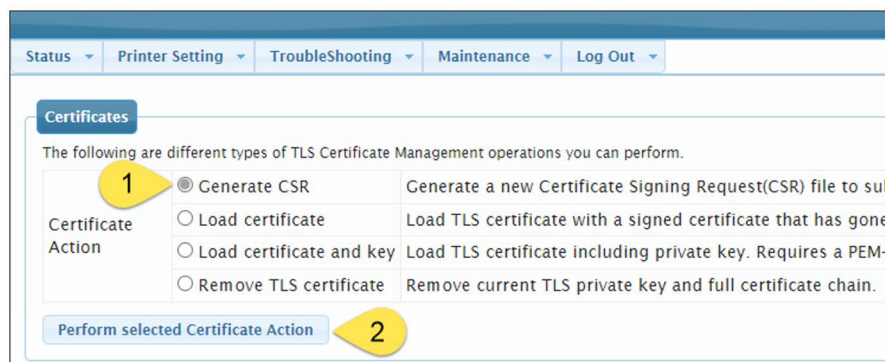 Status Printer Setting TroubleShooting Maintenance Log Out
Certificates
The following are different types of TLS Certificate Management operations you can perform.
1
Generate CSR Generate a new Certificate Signing Request(CSR) file to
Certificate Action
Load certificate Load TLS certificate with a signed certificate that has
Load certificate and key Load TLS certificate including private key. Requires a PEM-
Remove TLS certificate Remove current TLS private key and full certificate chain.
Perform selected Certificate Action 2